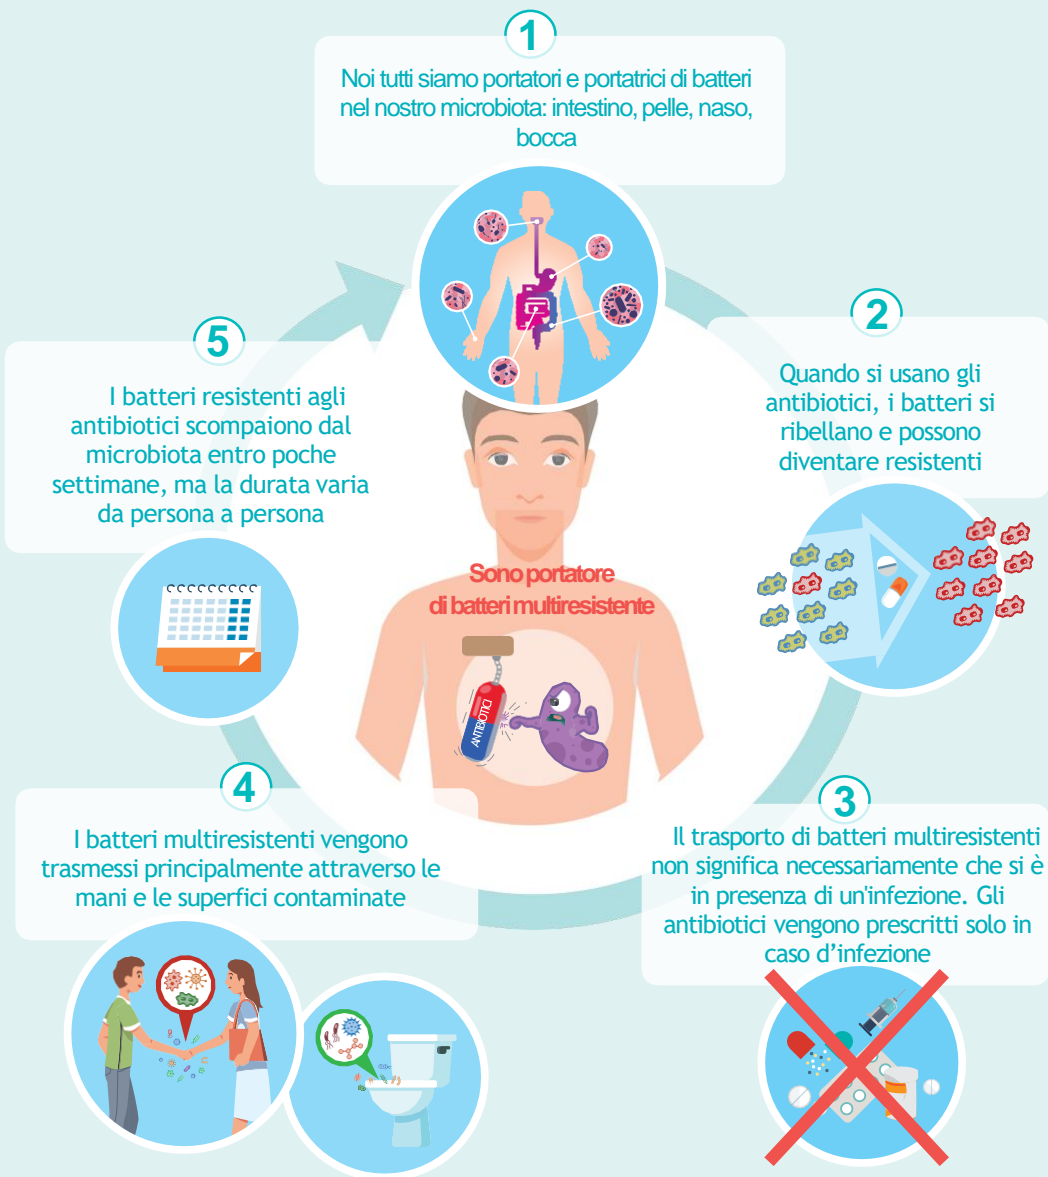 1
Noi tutti siamo portatori e portatrici di batteri
nel nostro microbiota: intestino, pelle, naso,
bocca
2
Quando si usano gli
antibiotici, i batteri si
ribellano e possono
diventare resistenti
5
I batteri resistenti agli
antibiotici scompaiono dal
microbiota entro poche
settimane, ma la durata varia
da persona a persona
Sono portatore
di batteri multiresistente
ANTIBIOTICI
4
I batteri multiresistenti vengono
trasmessi principalmente attraverso le
mani e le superfici contaminate
3
Il trasporto di batteri multiresistenti
non significa necessariamente che si è
in presenza di un'infezione. Gli
antibiotici vengono prescritti solo in
caso d’infezione